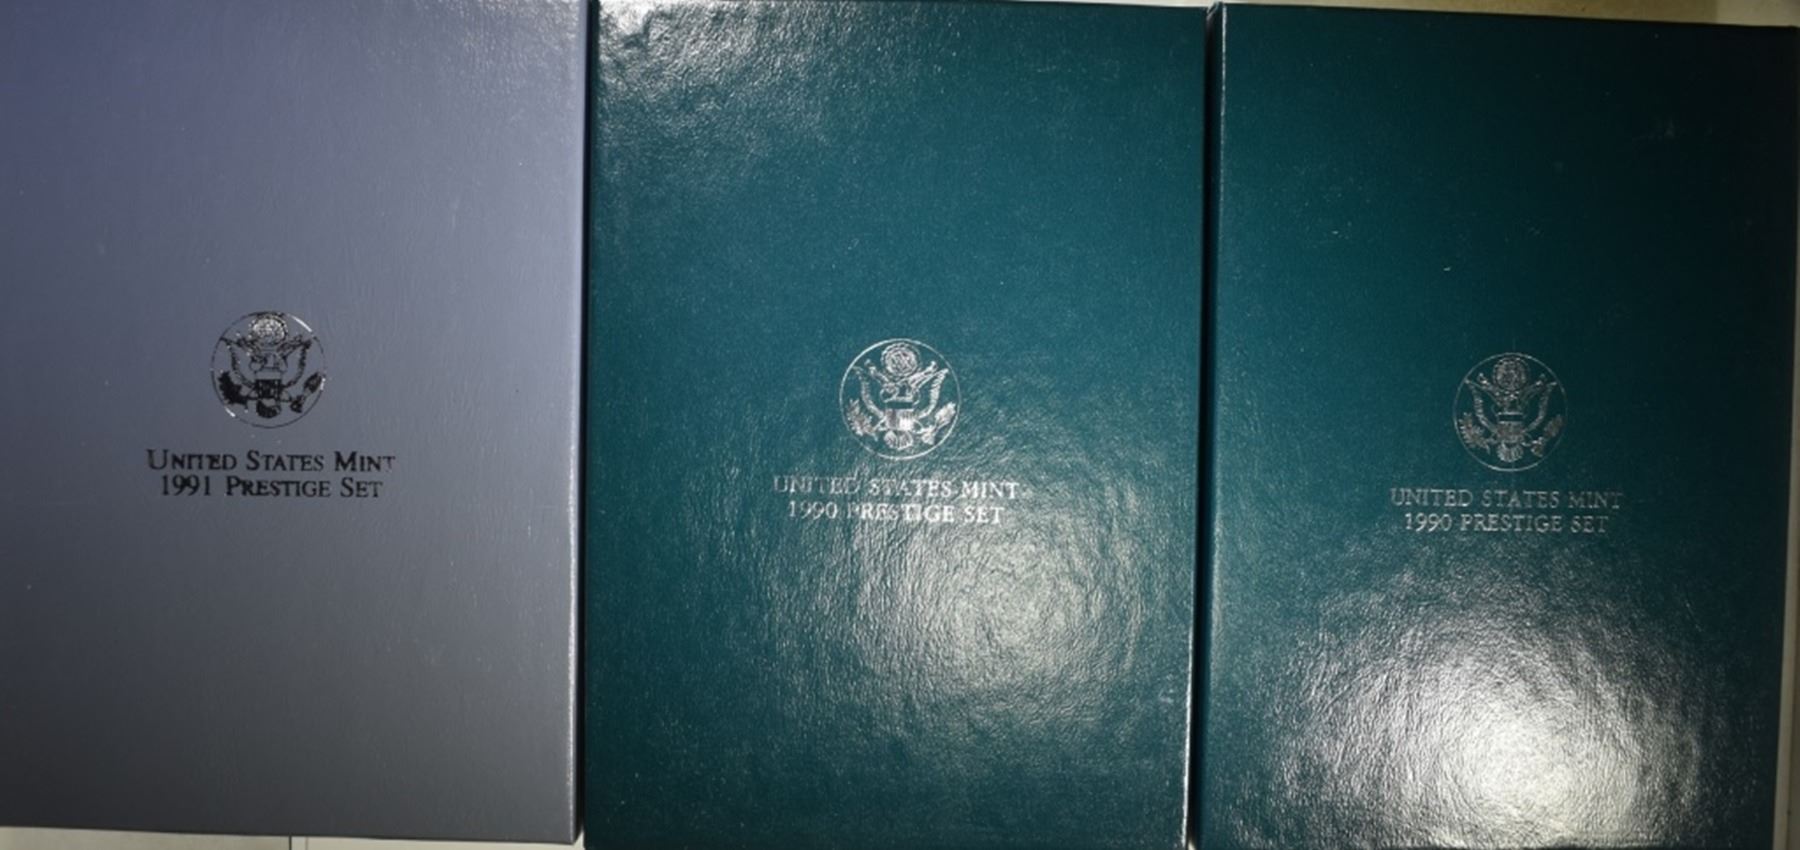 UNITED STATES MINT
1991 PRESTIGE SET
UNITED STATES MINT
1990 PRESTIGE SET
UNITED STATES MINT
1990 PRESTIGE SET